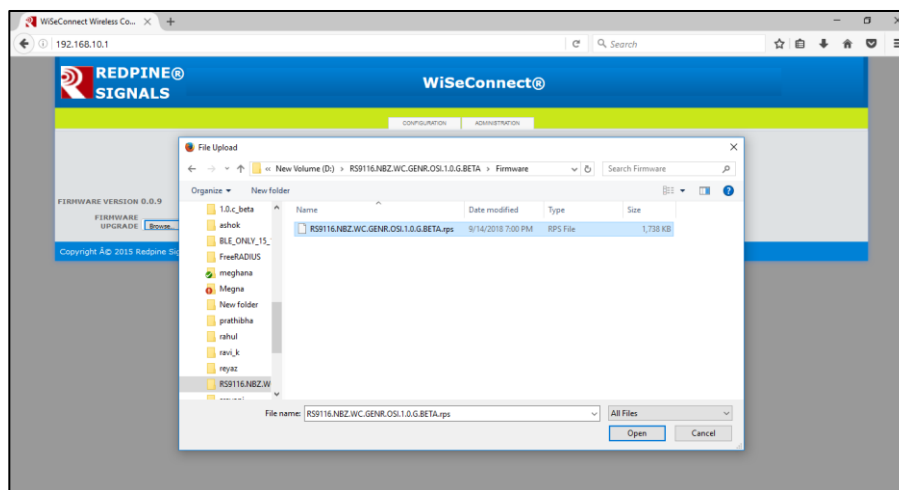 WiSeConnect Wireless Co...
192.168.10.1
Search
REDPINE®
SIGNALS
WiSeConnect®
CONFIGURATION ADMINISTRATION
File Upload
« New Volume (D:) > RS9116.NBZ.WC.GENR.OSI.1.0.G.BETA > Firmware
Search Firmware
Organize New folder
FIRMWARE VERSION 0.0.9
FIRMWARE
UPGRADE Browse...
Copyright Â© 2015 Redpine Sig
1.0.c_beta
ashok
BLE_ONLY_15_
FreeRADIUS
meghana
Megna
New folder
prathibha
rahul
ravi_k
reyaz
RS9116.NBZ.W
Name Date modified Type Size
RS9116.NBZ.WC.GENR.OSI.1.0.G.BETA.rps 9/14/2018 7:00 PM RPS File 1,738 KB
File name: RS9116.NBZ.WC.GENR.OSI.1.0.G.BETA.rps All Files
Open Cancel